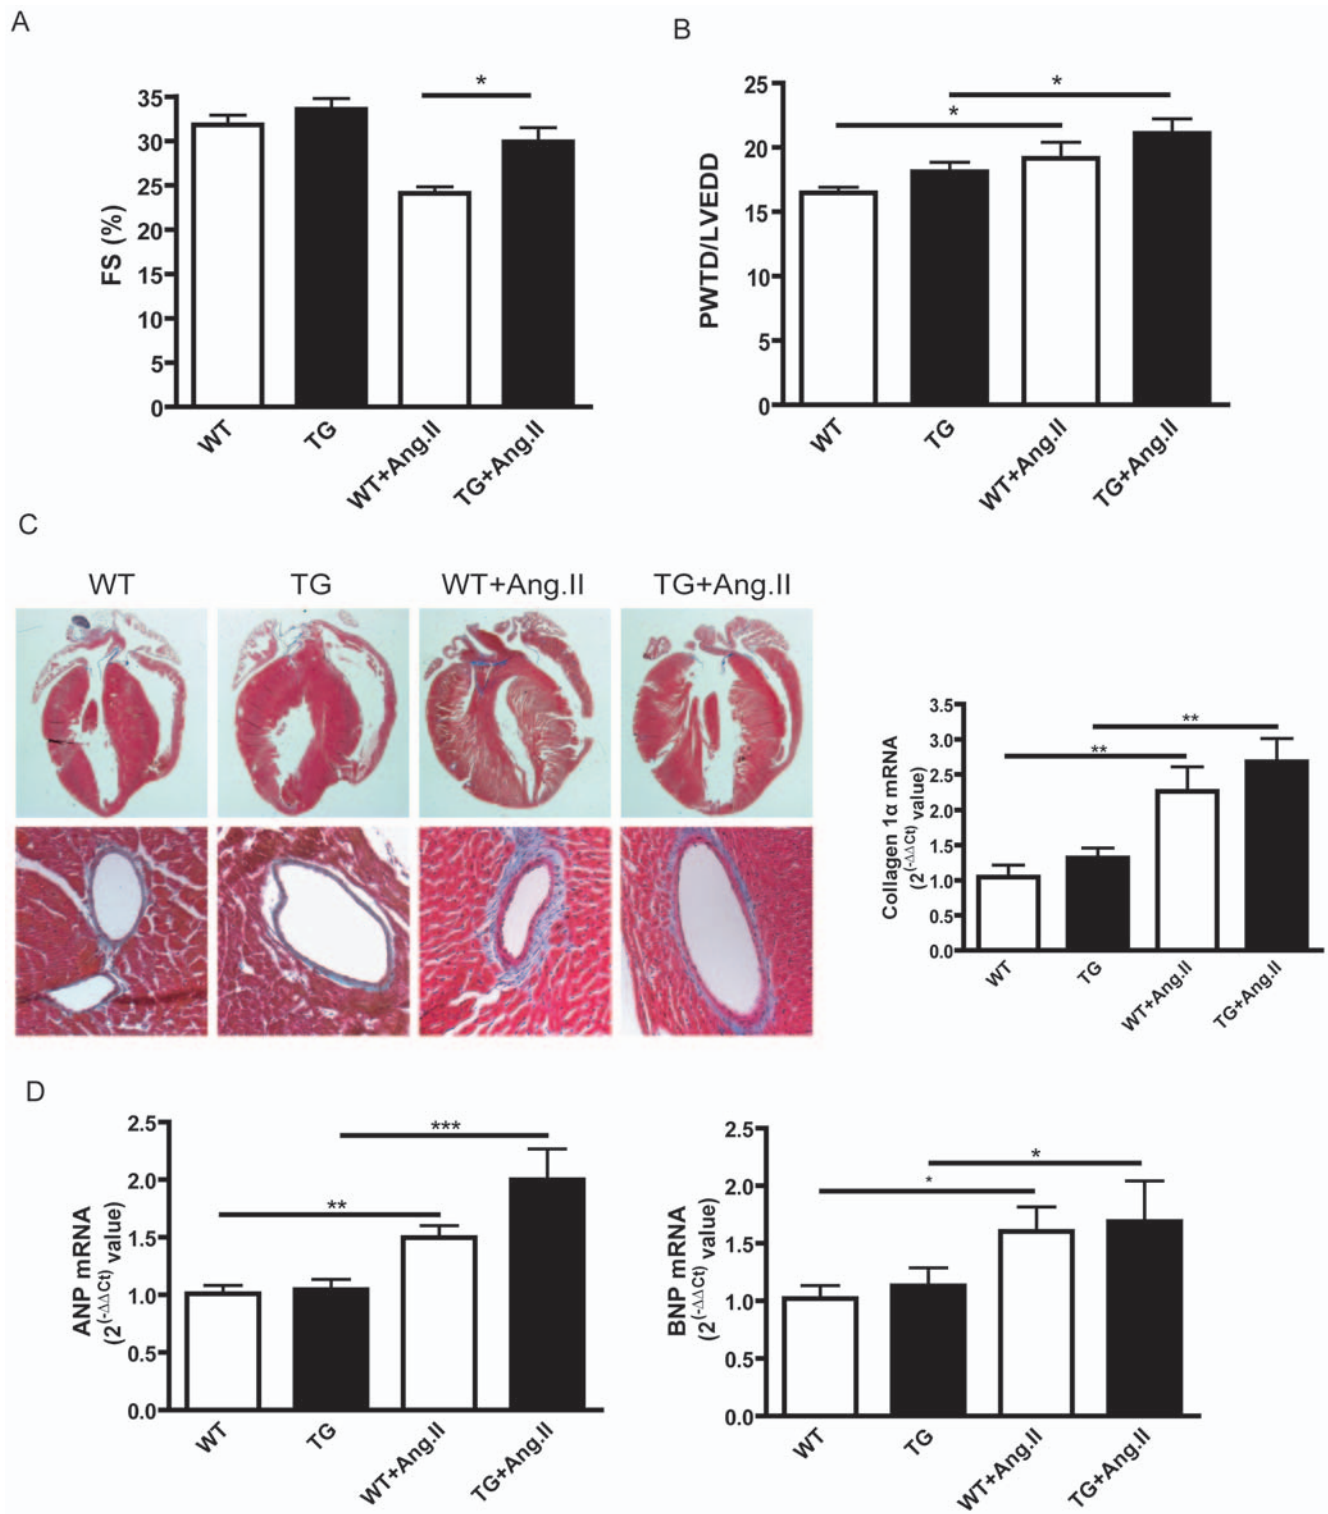 A
FS (%)
35
30
25
20
15
10
5
0
*
WT
TG
WT+Ang.II
TG+Ang.II
B
PWTD/LVEDD
25
20
15
10
5
0
*
*
WT
TG
WT+Ang.II
TG+Ang.II
C
WT
TG
WT+Ang.II
TG+Ang.II
Collagen 1α mRNA
(2(-ΔΔCt) value)
3.5
3.0
2.5
2.0
1.5
1.0
0.5
0.0
**
**
WT
TG
WT+Ang.II
TG+Ang.II
D
ANP mRNA
(2(-ΔΔCt) value)
2.5
2.0
1.5
1.0
0.5
0.0
***
**
WT
TG
WT+Ang.II
TG+Ang.II
BNP mRNA
(2(-ΔΔCt) value)
2.5
2.0
1.5
1.0
0.5
0.0
*
*
WT
TG
WT+Ang.II
TG+Ang.II